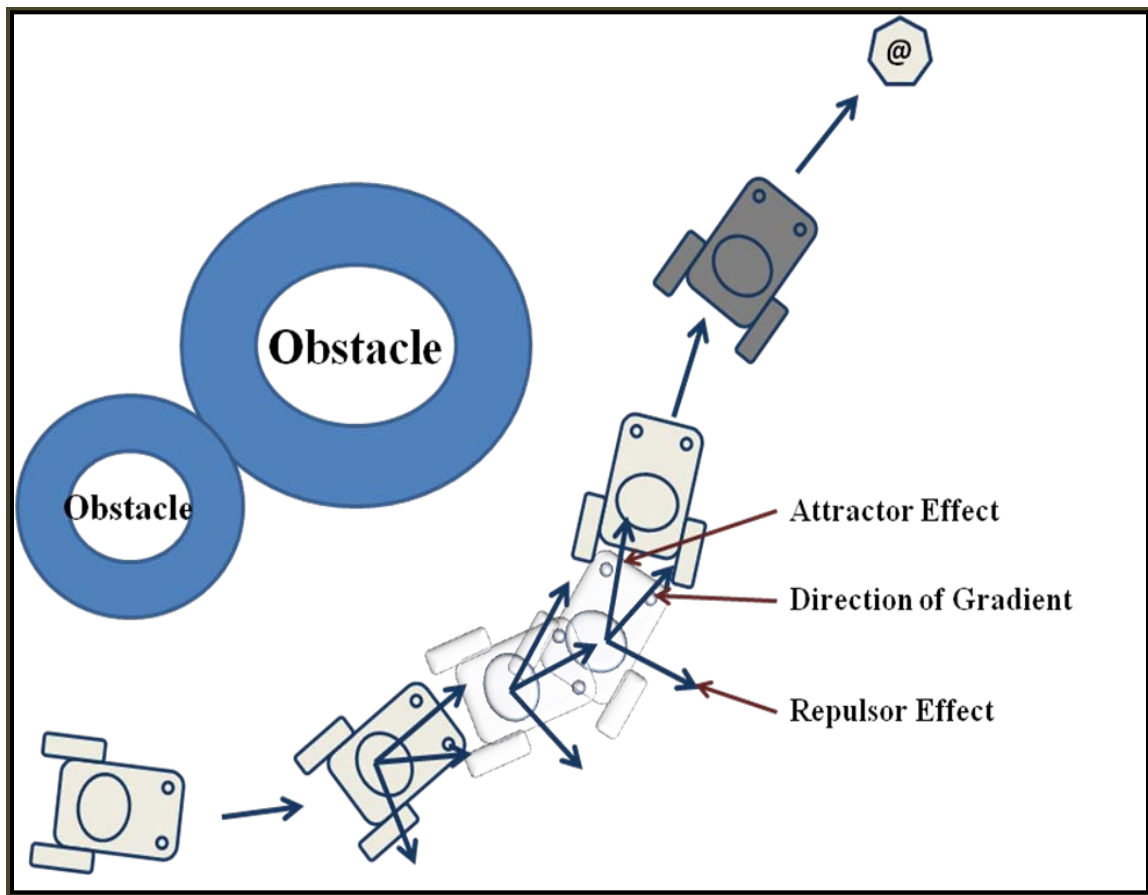 @
Obstacle
Obstacle
Attractor Effect
Direction of Gradient
Repulsor Effect